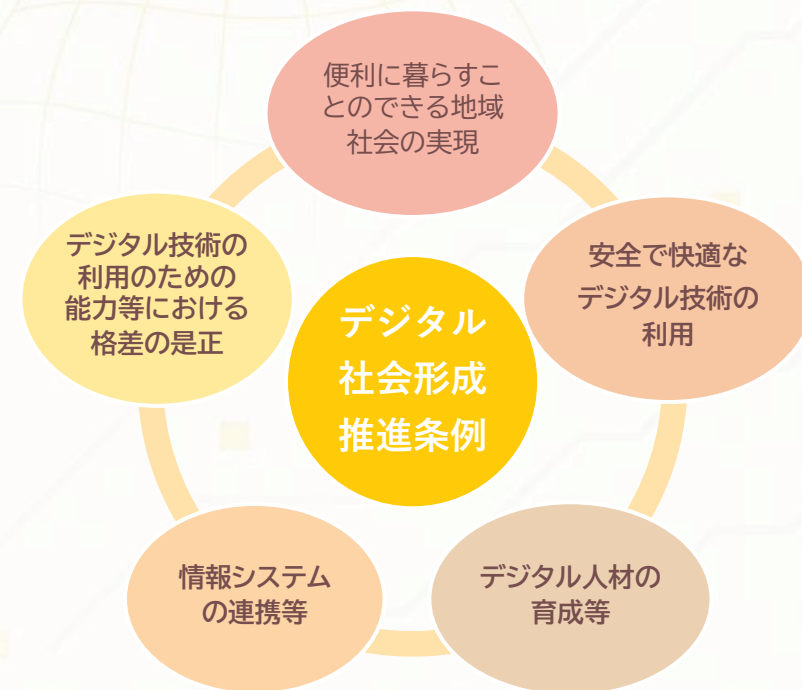 便利に暮らすこ
とのできる地域
社会の実現
デジタル技術の
利用のための
能力等における
格差の是正
安全で快適な
デジタル技術の
利用
デジタル
社会形成
推進条例
情報システム
の連携等
デジタル人材の
育成等